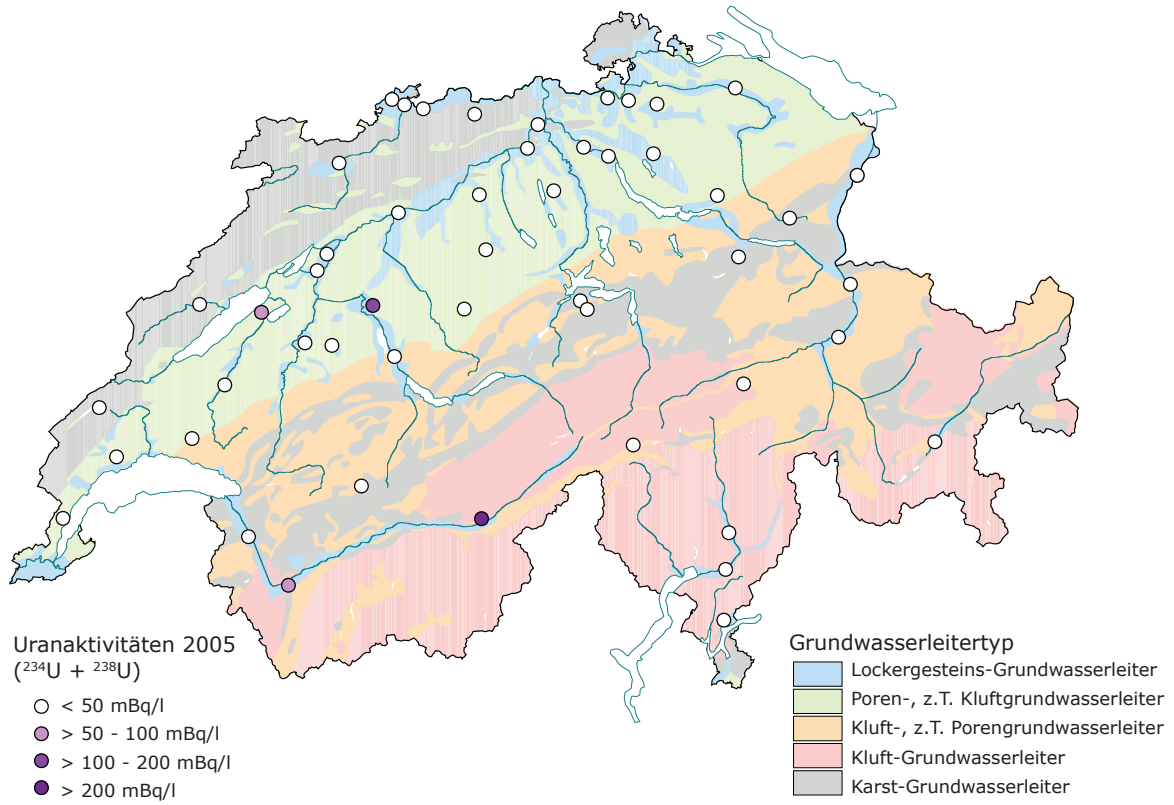 Uranaktivitäten 2005
(²³⁴U + ²³⁸U)
< 50 mBq/l
> 50 - 100 mBq/l
> 100 - 200 mBq/l
> 200 mBq/l
Grundwasserleitertyp
Lockergesteins-Grundwasserleiter
Poren-, z.T. Kluftgrundwasserleiter
Kluft-, z.T. Porengrundwasserleiter
Kluft-Grundwasserleiter
Karst-Grundwasserleiter